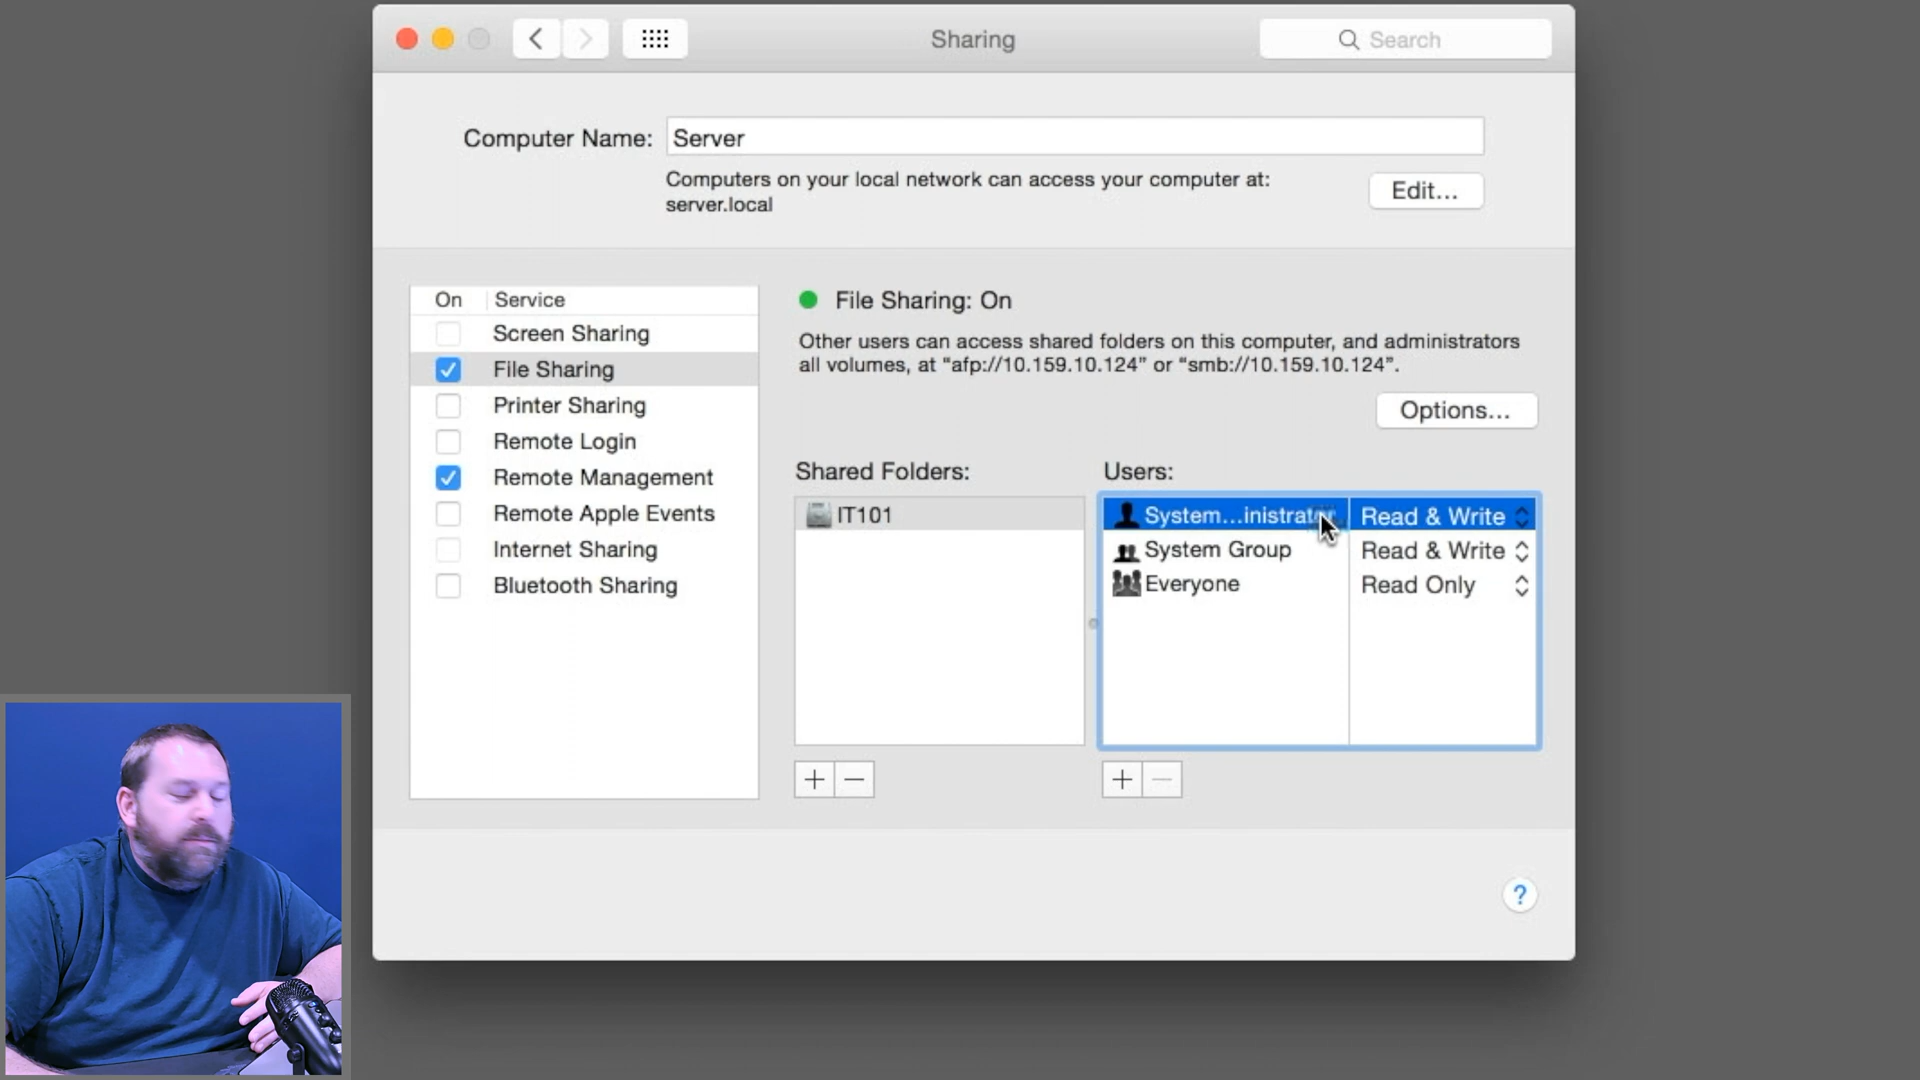 Sharing
Search
Computer Name:
Server
Computers on your local network can access your computer at:
server.local
Edit...
On
Service
Screen Sharing
File Sharing
Printer Sharing
Remote Login
Remote Management
Remote Apple Events
Internet Sharing
Bluetooth Sharing
File Sharing: On
Other users can access shared folders on this computer, and administrators
all volumes, at “afp://10.159.10.124” or “smb://10.159.10.124”.
Options...
Shared Folders:
IT101
Users:
System...inistrator
Read & Write
System Group
Read & Write
Everyone
Read Only
?